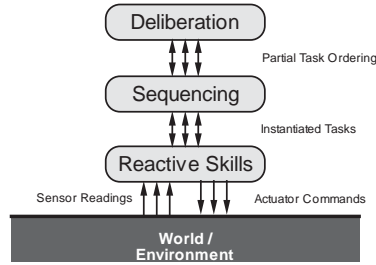 Deliberation
Partial Task Ordering
Sequencing
Instantiated Tasks
Reactive Skills
Sensor Readings
Actuator Commands
World /
Environment